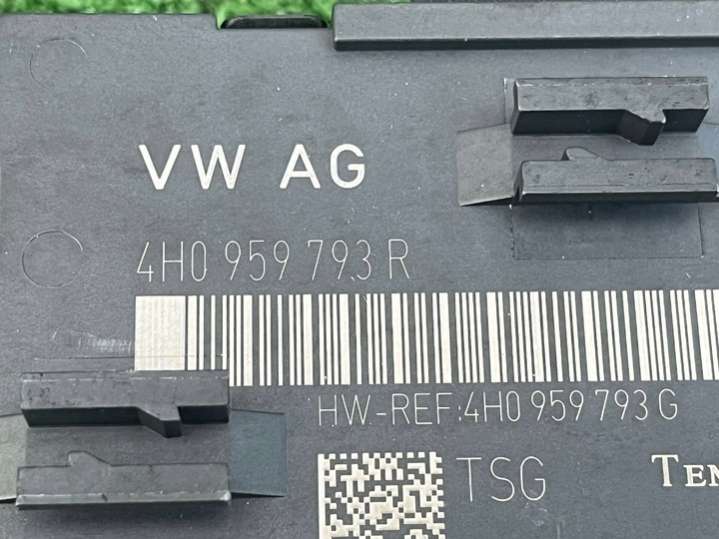 VW AG
4H0 959 793 R
HW-REF:4H0 959 793 G
TSG